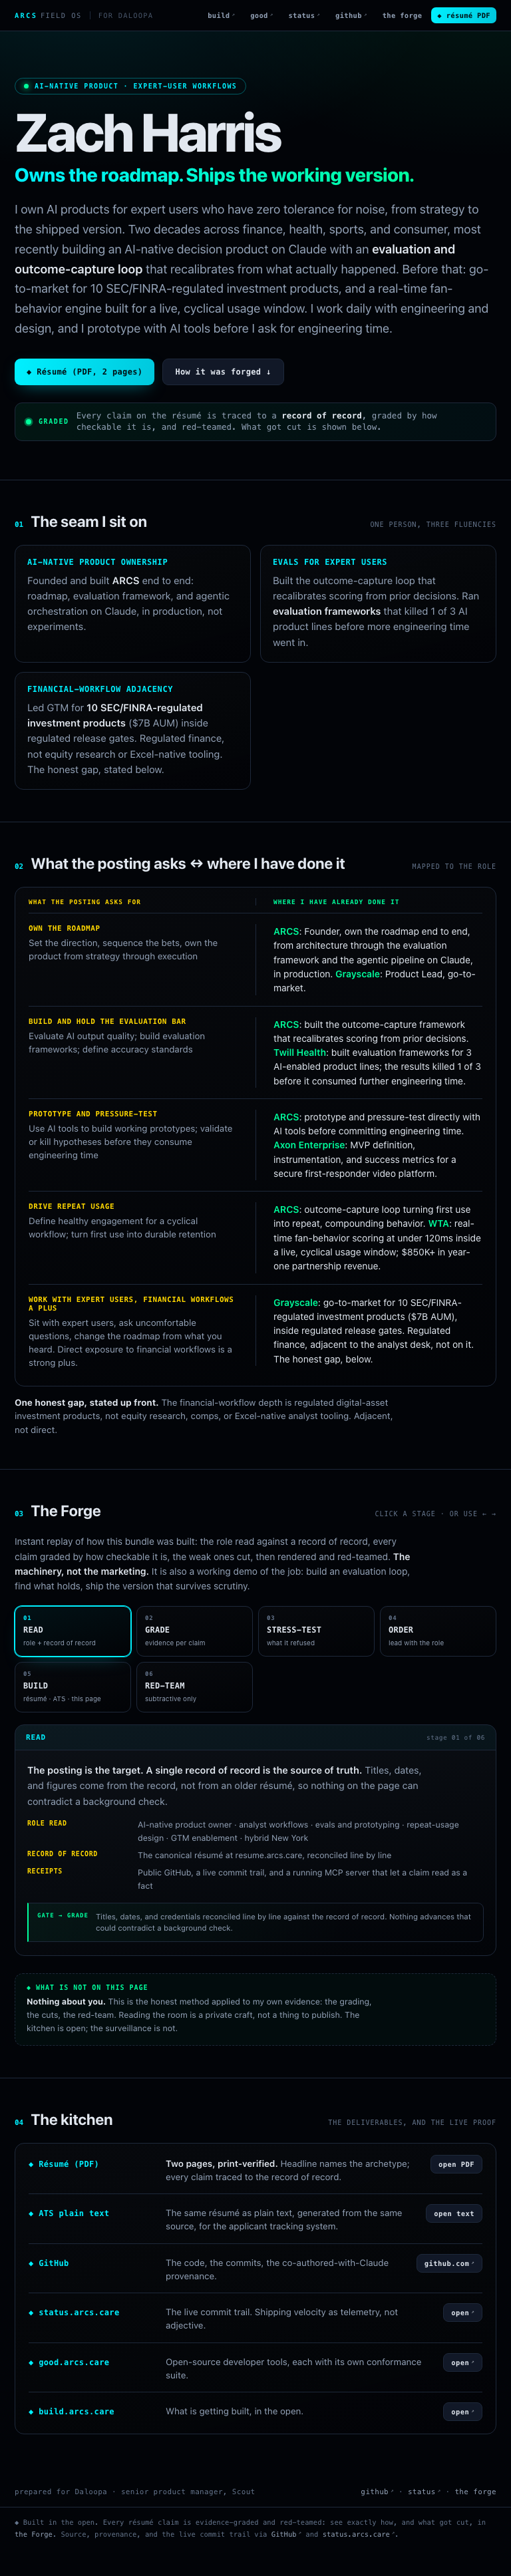 ARCS FIELD OS | FOR DALOOPA
build↗ good↗ status↗ github↗ the forge ◆ résumé PDF
AI-NATIVE PRODUCT · EXPERT-USER WORKFLOWS
Zach Harris
Owns the roadmap. Ships the working version.
I own AI products for expert users who have zero tolerance for noise, from strategy to
the shipped version. Two decades across finance, health, sports, and consumer, most
recently building an AI-native decision product on Claude with an evaluation and
outcome-capture loop that recalibrates from what actually happened. Before that: go-
to-market for 10 SEC/FINRA-regulated investment products, and a real-time fan-
behavior engine built for a live, cyclical usage window. I work daily with engineering and
design, and I prototype with AI tools before I ask for engineering time.
◆ Résumé (PDF, 2 pages)
How it was forged ↓
GRADED
Every claim on the résumé is traced to a record of record, graded by how
checkable it is, and red-teamed. What got cut is shown below.
01 The seam I sit on
ONE PERSON, THREE FLUENCIES
AI-NATIVE PRODUCT OWNERSHIP
Founded and built ARCS end to end:
roadmap, evaluation framework, and agentic
orchestration on Claude, in production, not
experiments.
EVALS FOR EXPERT USERS
Built the outcome-capture loop that
recalibrates scoring from prior decisions. Ran
evaluation frameworks that killed 1 of 3 AI
product lines before more engineering time
went in.
FINANCIAL-WORKFLOW ADJACENCY
Led GTM for 10 SEC/FINRA-regulated
investment products ($7B AUM) inside
regulated release gates. Regulated finance,
not equity research or Excel-native tooling.
The honest gap, stated below.
02 What the posting asks ↔ where I have done it
MAPPED TO THE ROLE
WHAT THE POSTING ASKS FOR
WHERE I HAVE ALREADY DONE IT
OWN THE ROADMAP
Set the direction, sequence the bets, own the
product from strategy through execution
ARCS: Founder, own the roadmap end to end,
from architecture through the evaluation
framework and the agentic pipeline on Claude,
in production. Grayscale: Product Lead, go-to-
market.
BUILD AND HOLD THE EVALUATION BAR
Evaluate AI output quality; build evaluation
frameworks; define accuracy standards
ARCS: built the outcome-capture framework
that recalibrates scoring from prior decisions.
Twill Health: built evaluation frameworks for 3
AI-enabled product lines; the results killed 1 of 3
before it consumed further engineering time.
PROTOTYPE AND PRESSURE-TEST
Use AI tools to build working prototypes; validate
or kill hypotheses before they consume
engineering time
ARCS: prototype and pressure-test directly with
AI tools before committing engineering time.
Axon Enterprise: MVP definition,
instrumentation, and success metrics for a
secure first-responder video platform.
DRIVE REPEAT USAGE
Define healthy engagement for a cyclical
workflow; turn first use into durable retention
ARCS: outcome-capture loop turning first use
into repeat, compounding behavior. WTA: real-
time fan-behavior scoring at under 120ms inside
a live, cyclical usage window; $850K+ in year-
one partnership revenue.
WORK WITH EXPERT USERS, FINANCIAL WORKFLOWS
A PLUS
Sit with expert users, ask uncomfortable
questions, change the roadmap from what you
heard. Direct exposure to financial workflows is a
strong plus.
Grayscale: go-to-market for 10 SEC/FINRA-
regulated investment products ($7B AUM),
inside regulated release gates. Regulated
finance, adjacent to the analyst desk, not on it.
The honest gap, below.
One honest gap, stated up front. The financial-workflow depth is regulated digital-asset
investment products, not equity research, comps, or Excel-native analyst tooling. Adjacent,
not direct.
03 The Forge
CLICK A STAGE · OR USE ← →
Instant replay of how this bundle was built: the role read against a record of record, every
claim graded by how checkable it is, the weak ones cut, then rendered and red-teamed. The
machinery, not the marketing. It is also a working demo of the job: build an evaluation loop,
find what holds, ship the version that survives scrutiny.
01
READ
role + record of record
02
GRADE
evidence per claim
03
STRESS-TEST
what it refused
04
ORDER
lead with the role
05
BUILD
résumé · ATS · this page
06
RED-TEAM
subtractive only
READ
stage 01 of 06
The posting is the target. A single record of record is the source of truth. Titles, dates,
and figures come from the record, not from an older résumé, so nothing on the page can
contradict a background check.
ROLE READ
AI-native product owner · analyst workflows · evals and prototyping · repeat-usage
design · GTM enablement · hybrid New York
RECORD OF RECORD
The canonical résumé at resume.arcs.care, reconciled line by line
RECEIPTS
Public GitHub, a live commit trail, and a running MCP server that let a claim read as a
fact
GATE → GRADE
Titles, dates, and credentials reconciled line by line against the record of record. Nothing advances that
could contradict a background check.
◆ WHAT IS NOT ON THIS PAGE
Nothing about you. This is the honest method applied to my own evidence: the grading,
the cuts, the red-team. Reading the room is a private craft, not a thing to publish. The
kitchen is open; the surveillance is not.
04 The kitchen
THE DELIVERABLES, AND THE LIVE PROOF
◆ Résumé (PDF)
Two pages, print-verified. Headline names the archetype;
every claim traced to the record of record.
open PDF
◆ ATS plain text
The same résumé as plain text, generated from the same
source, for the applicant tracking system.
open text
◆ GitHub
The code, the commits, the co-authored-with-Claude
provenance.
github.com↗
◆ status.arcs.care
The live commit trail. Shipping velocity as telemetry, not
adjective.
open↗
◆ good.arcs.care
Open-source developer tools, each with its own conformance
suite.
open↗
◆ build.arcs.care
What is getting built, in the open.
open↗
prepared for Daloopa · senior product manager, Scout
github↗ · status↗ · the forge
◆ Built in the open. Every résumé claim is evidence-graded and red-teamed: see exactly how, and what got cut, in
the Forge. Source, provenance, and the live commit trail via GitHub↗ and status.arcs.care↗.